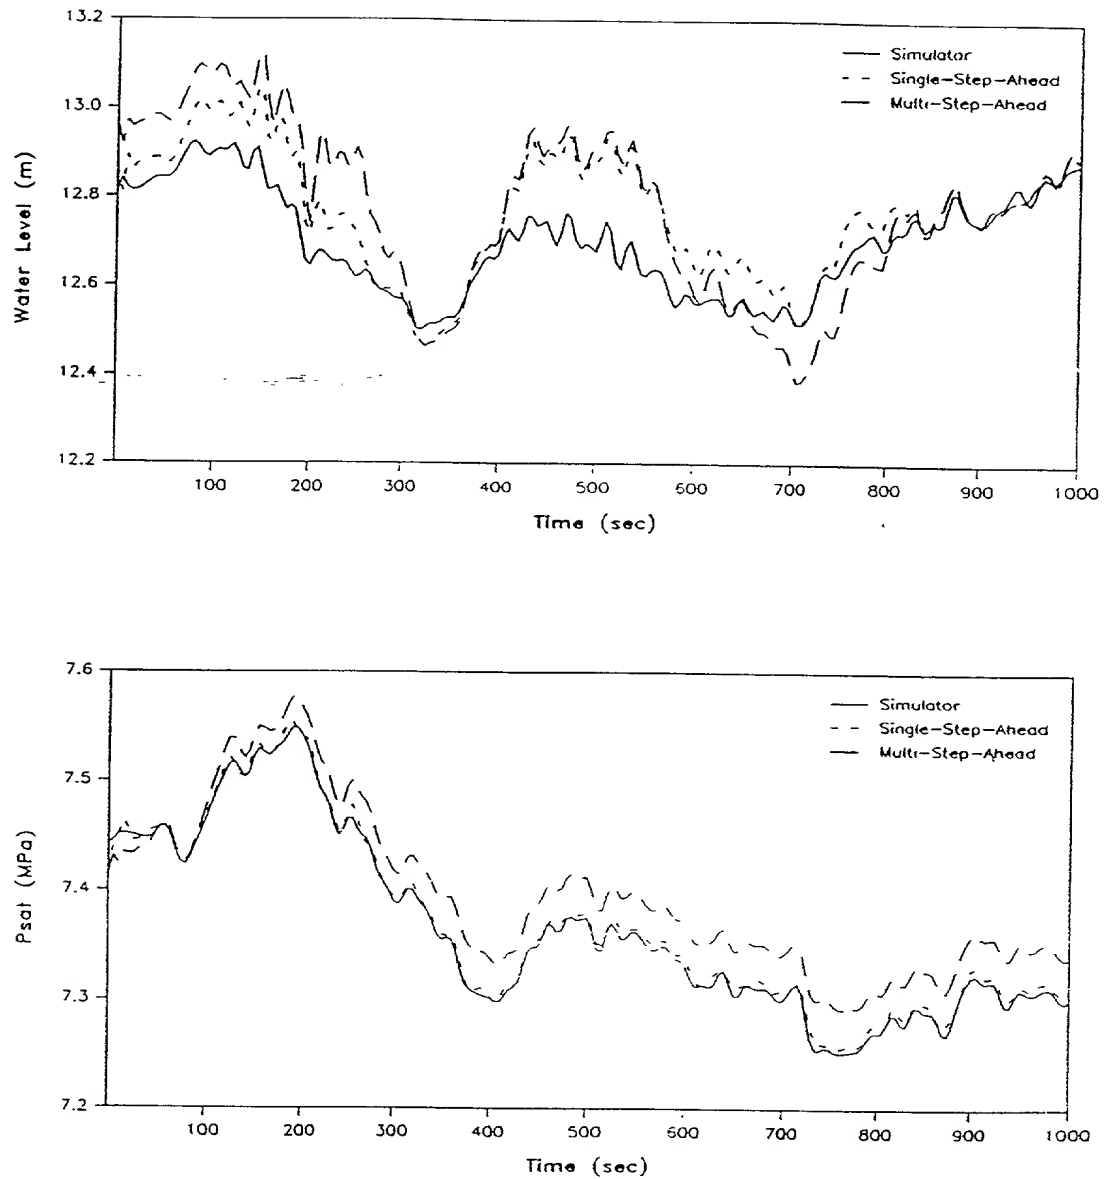 13.2
13.0
12.8
12.6
12.4
12.2
Water Level (m)
Simulator
Single-Step-Ahead
Multi-Step-Ahead
100 200 300 400 500 600 700 800 900 1000
Time (sec)
7.6
7.5
7.4
7.3
7.2
Psat (MPa)
Simulator
Single-Step-Ahead
Multi-Step-Ahead
100 200 300 400 500 600 700 800 900 1000
Time (sec)